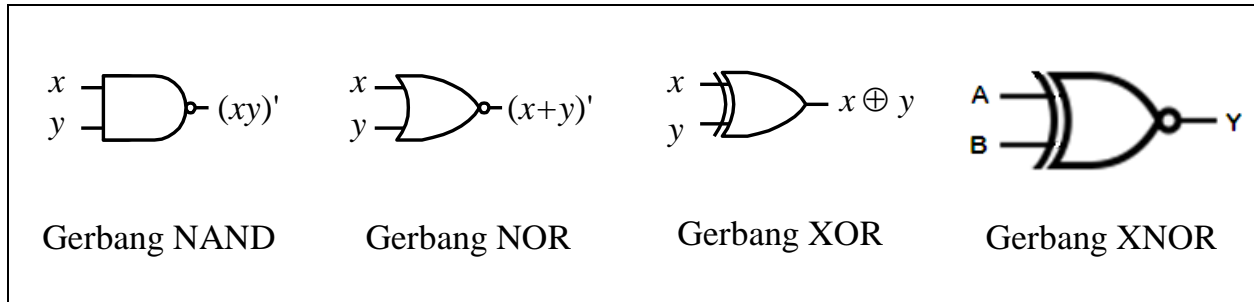 x
y
(xy)'
Gerbang NAND
x
y
(x+y)'
Gerbang NOR
x
y
x ⊕ y
Gerbang XOR
A
B
Y
Gerbang XNOR